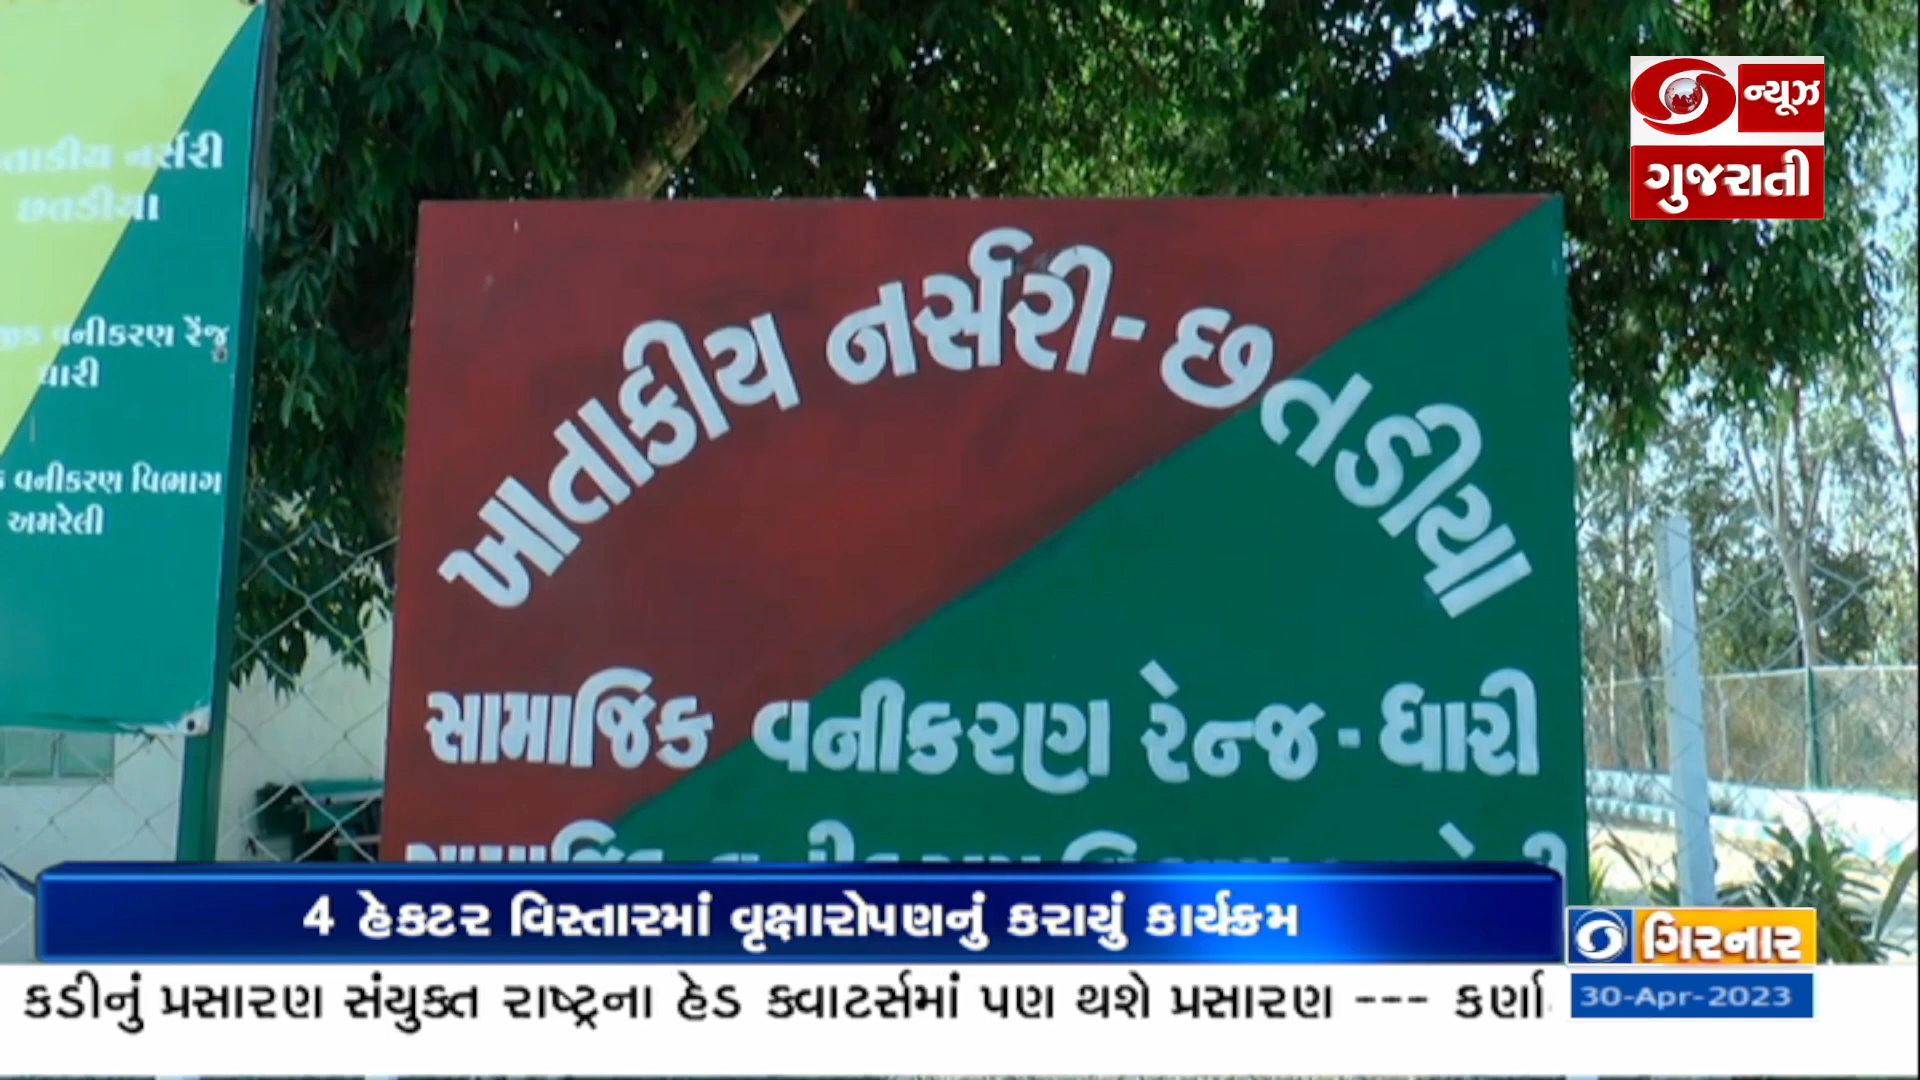 ન્યૂઝ
ગુજરાતી
નર્સરી
છતડીયા
વનીકરણ રેંજ
ધારી
વનીકરણ વિભાગ
અમરેલી
ખાતાકીય નર્સરી - છતડીયા
સામાજિક વનીકરણ રેન્જ - ધારી
4 હેક્ટર વિસ્તારમાં વૃક્ષારોપણનું કરાયું કાર્યક્રમ
ગિરનાર
કડીનું પ્રસારણ સંયુક્ત રાષ્ટ્રના હેડ ક્વાટર્સમાં પણ થશે પ્રસારણ ---
30-Apr-2023